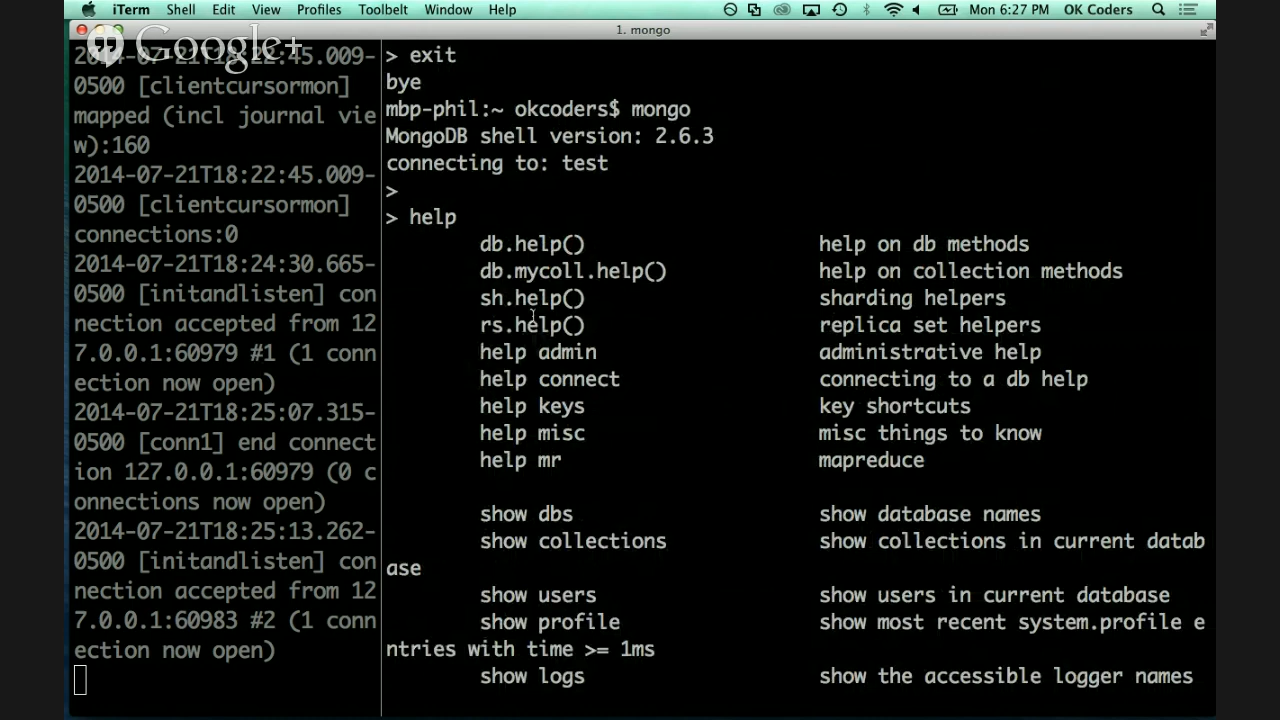 iTerm Shell Edit View Profiles Toolbelt Window Help Mon 6:27 PM OK Coders
1. mongo
Google+
2014-07-21T18:22:45.009-
0500 [clientcursormon]
mapped (incl journal vie
w):160
2014-07-21T18:22:45.009-
0500 [clientcursormon]
connections:0
2014-07-21T18:24:30.665-
0500 [initandlisten] con
nection accepted from 12
7.0.0.1:60979 #1 (1 conn
ection now open)
2014-07-21T18:25:07.315-
0500 [conn1] end connect
ion 127.0.0.1:60979 (0 c
onnections now open)
2014-07-21T18:25:13.262-
0500 [initandlisten] con
nection accepted from 12
7.0.0.1:60983 #2 (1 conn
ection now open)
> exit
bye
mbp-phil:~ okcoders$ mongo
MongoDB shell version: 2.6.3
connecting to: test
>
> help
db.help() help on db methods
db.mycoll.help() help on collection methods
sh.help() sharding helpers
rs.help() replica set helpers
help admin administrative help
help connect connecting to a db help
help keys key shortcuts
help misc misc things to know
help mr mapreduce
show dbs show database names
show collections show collections in current datab
ase
show users show users in current database
show profile show most recent system.profile e
ntries with time >= 1ms
show logs show the accessible logger names